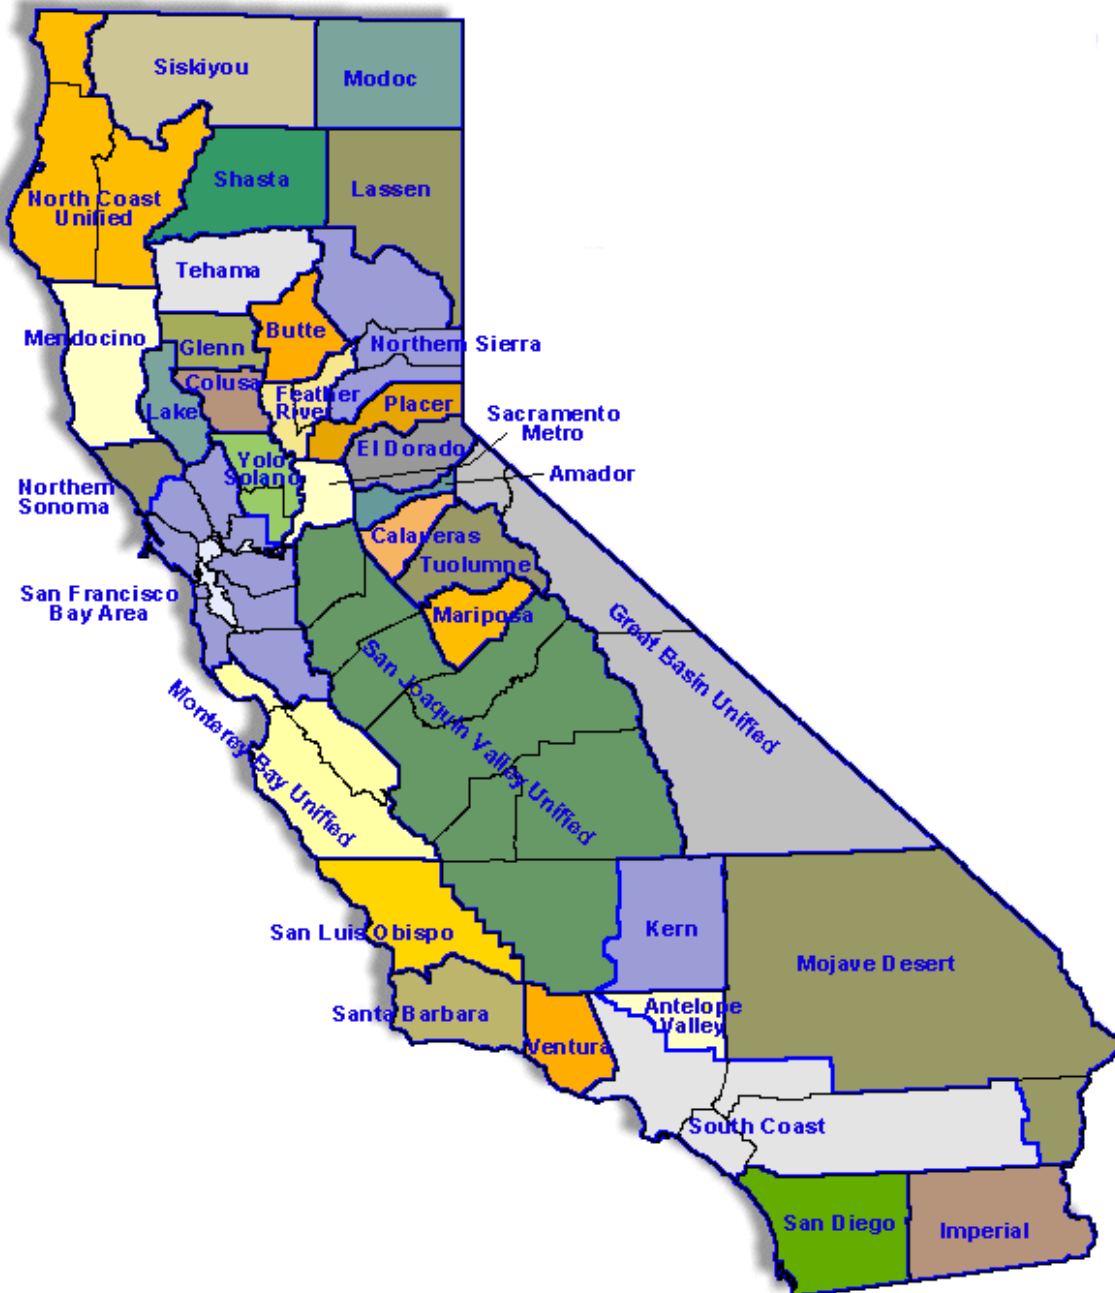 Siskiyou
Modoc
Shasta
Lassen
North Coast
Unified
Tehama
Mendocino
Glenn
Butte
Northern Sierra
Colusa
Lake
Feather
River
Placer
Sacramento
Metro
El Dorado
Yolo
Solano
Amador
Northern
Sonoma
Calaveras
Tuolumne
San Francisco
Bay Area
Mariposa
Great Basin Unified
San Joaquin Valley Unified
Monterey Bay Unified
San Luis Obispo
Kern
Mojave Desert
Santa Barbara
Antelope
Valley
Ventura
South Coast
San Diego
Imperial